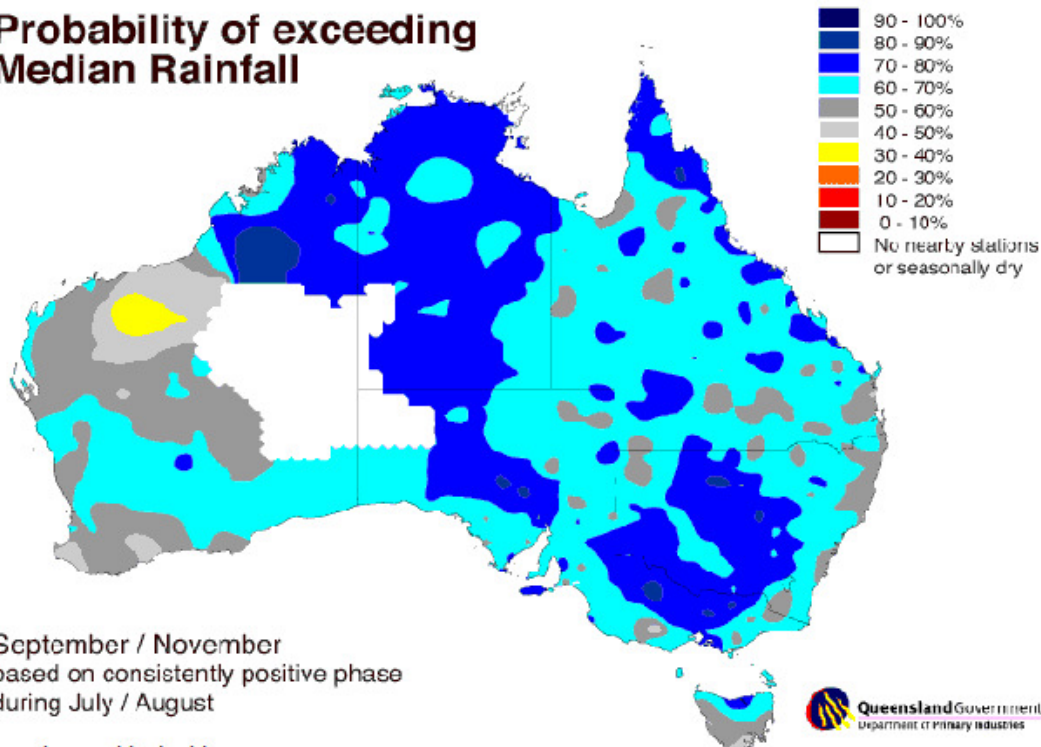 Probability of exceeding
Median Rainfall
90 - 100%
80 - 90%
70 - 80%
60 - 70%
50 - 60%
40 - 50%
30 - 40%
20 - 30%
10 - 20%
0 - 10%
No nearby stations
or seasonally dry
September / November
based on consistently positive phase
during July / August
Queensland Government
Department of Primary Industries